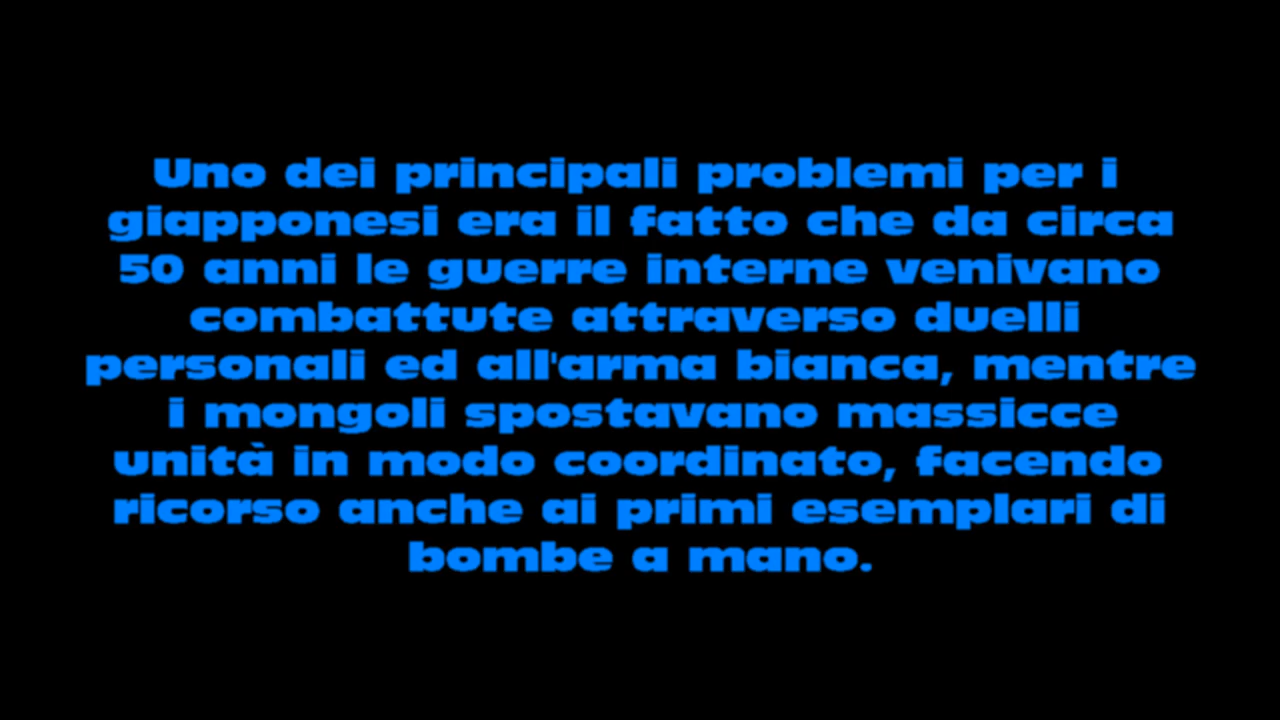 Uno dei principali problemi per i
giapponesi era il fatto che da circa
50 anni le guerre interne venivano
combattute attraverso duelli
personali ed all'arma bianca, mentre
i mongoli spostavano massicce
unità in modo coordinato, facendo
ricorso anche ai primi esemplari di
bombe a mano.